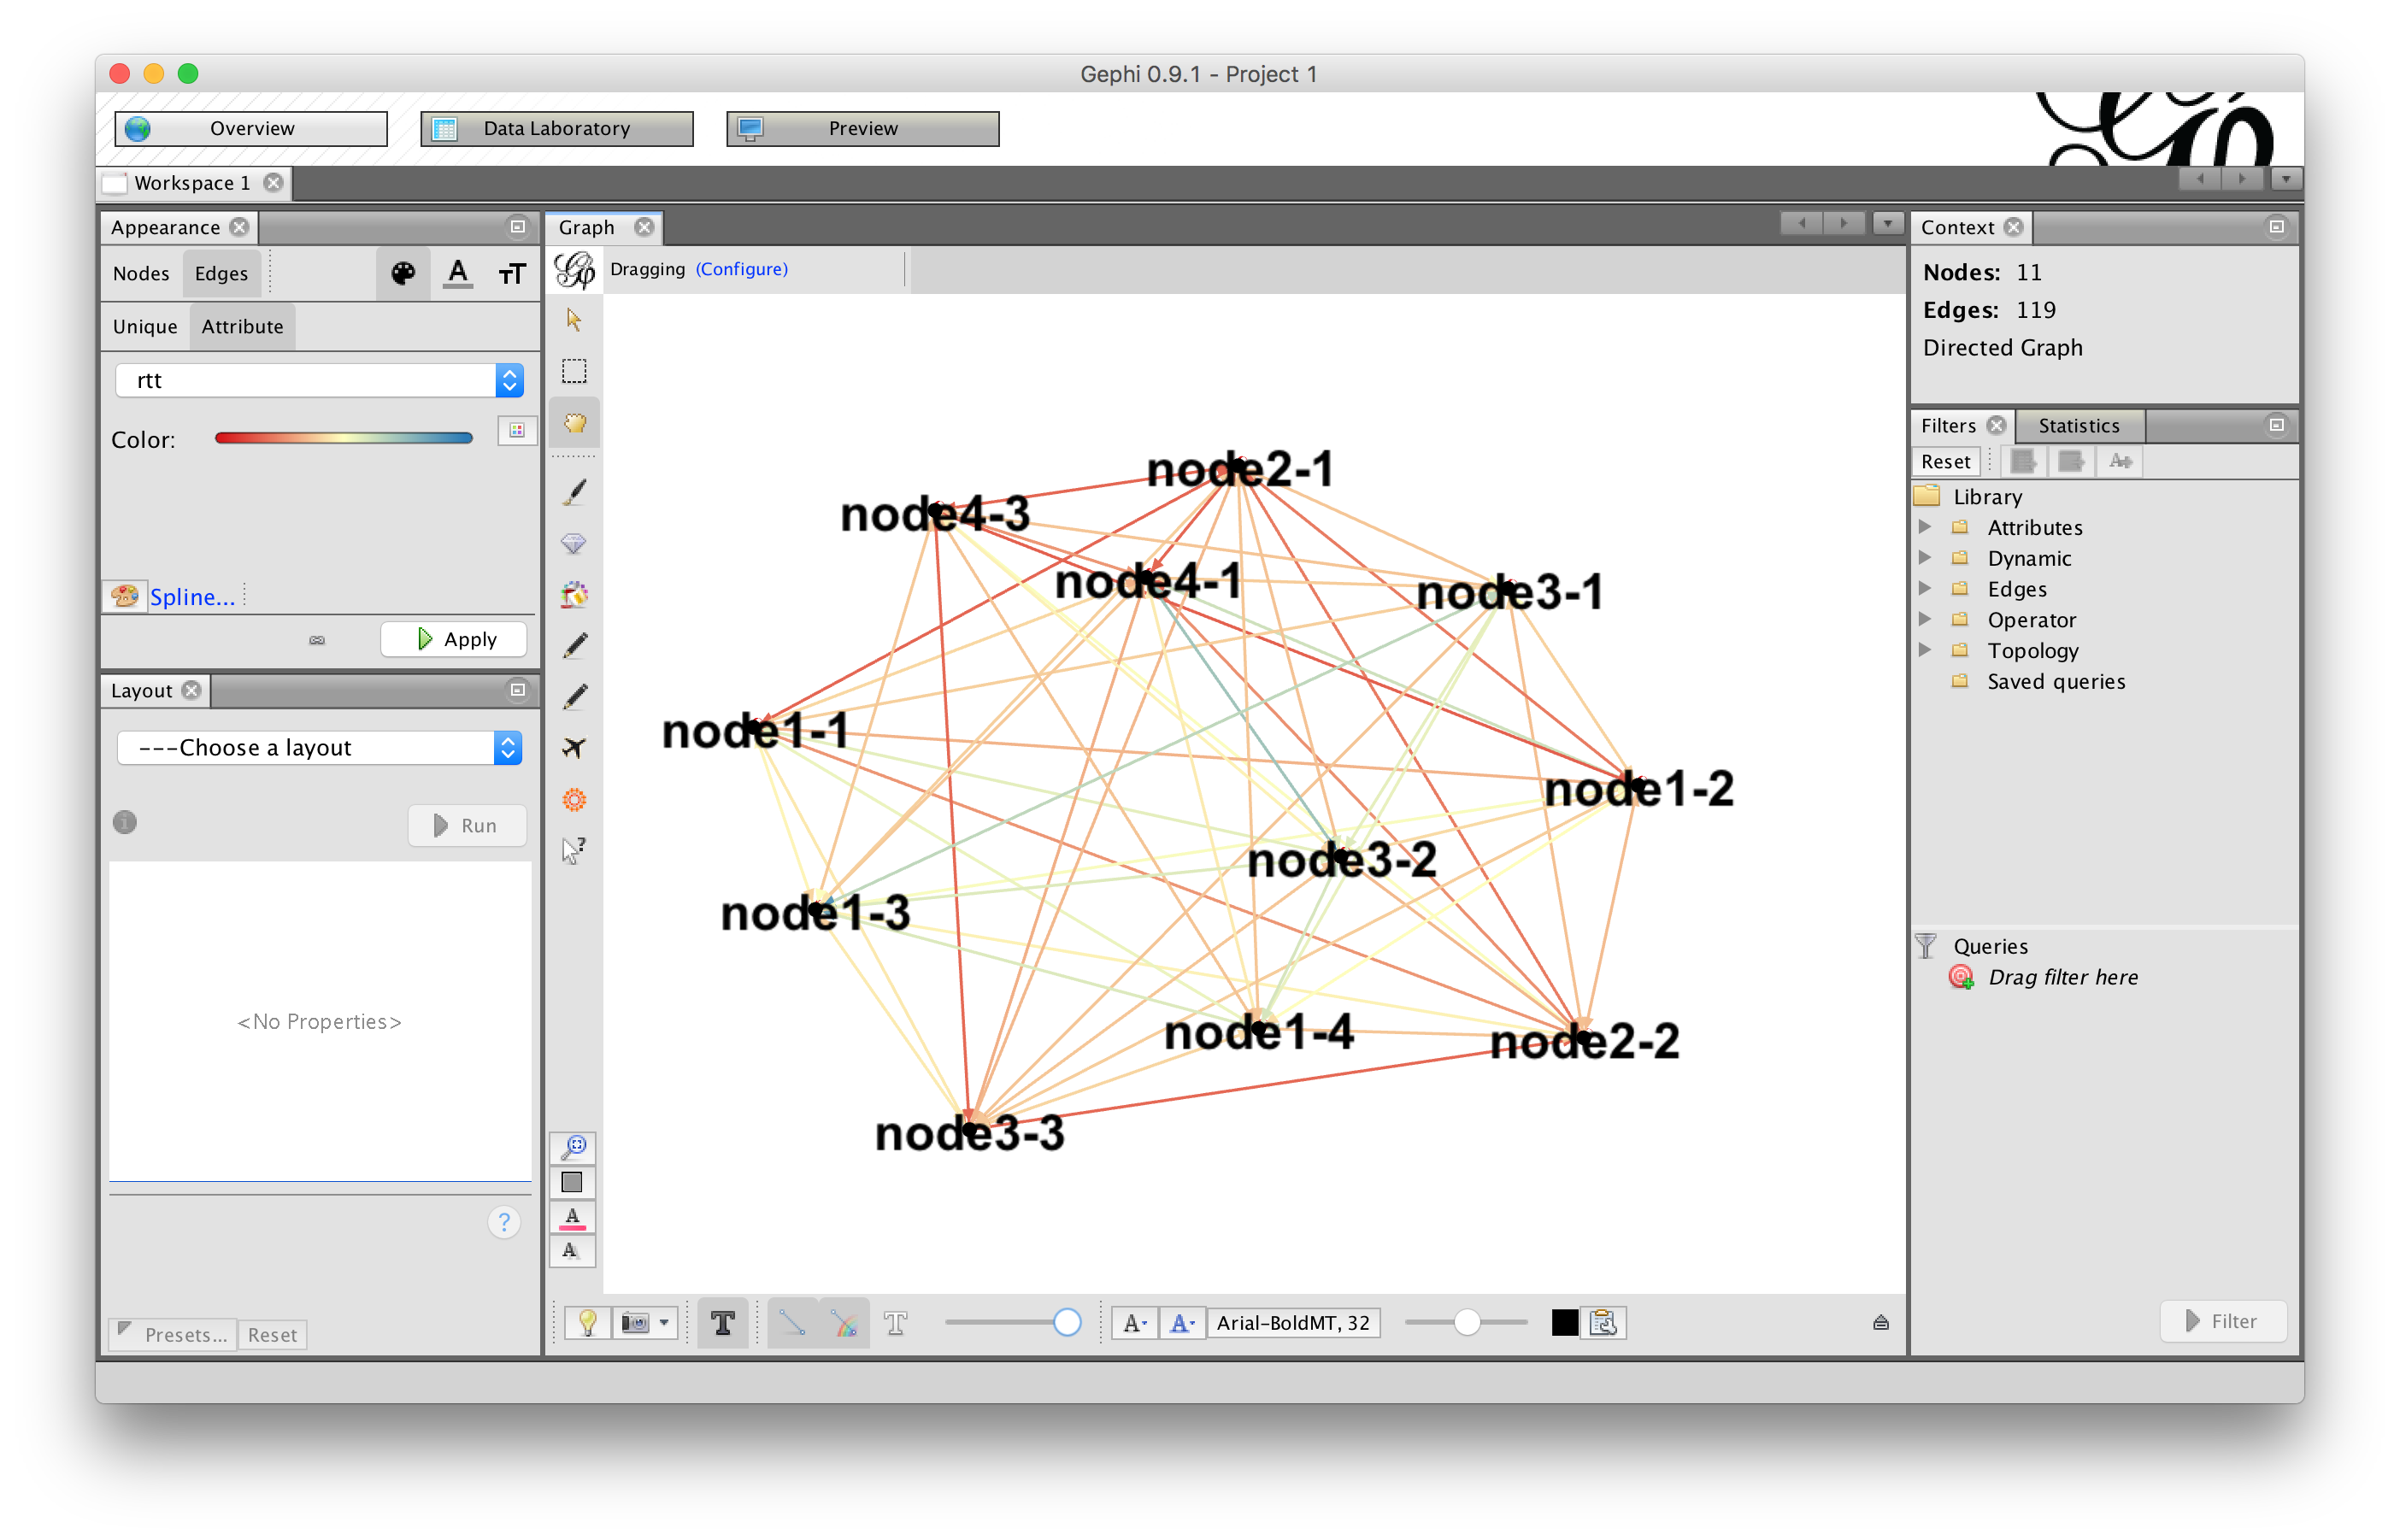 Gephi 0.9.1 - Project 1
Overview
Data Laboratory
Preview
Workspace 1
Appearance
Nodes
Edges
Unique
Attribute
rtt
Color:
Spline...
Apply
Layout
---Choose a layout
Run
<No Properties>
?
Presets...
Reset
Graph
Dragging (Configure)
node2-1
node4-3
node4-1
node3-1
node1-1
node1-2
node3-2
node1-3
node1-4
node2-2
node3-3
Arial-BoldMT, 32
Context
Nodes: 11
Edges: 119
Directed Graph
Filters
Statistics
Reset
Library
Attributes
Dynamic
Edges
Operator
Topology
Saved queries
Queries
Drag filter here
Filter